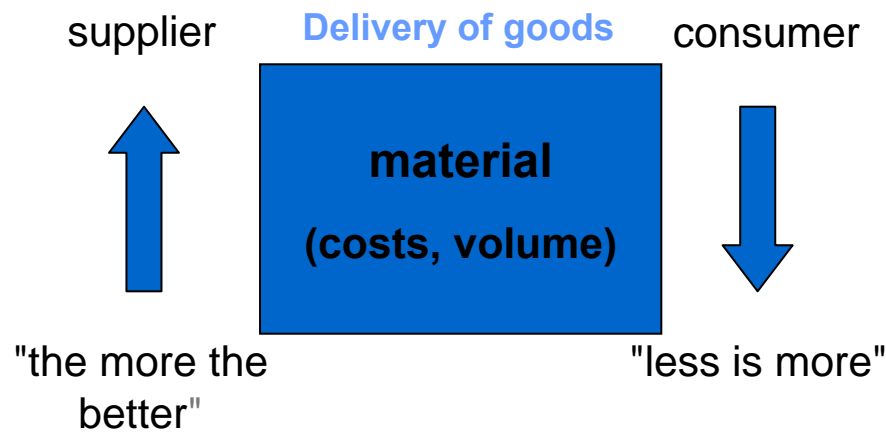 supplier
Delivery of goods
consumer
material
(costs, volume)
"the more the
better"
"less is more"